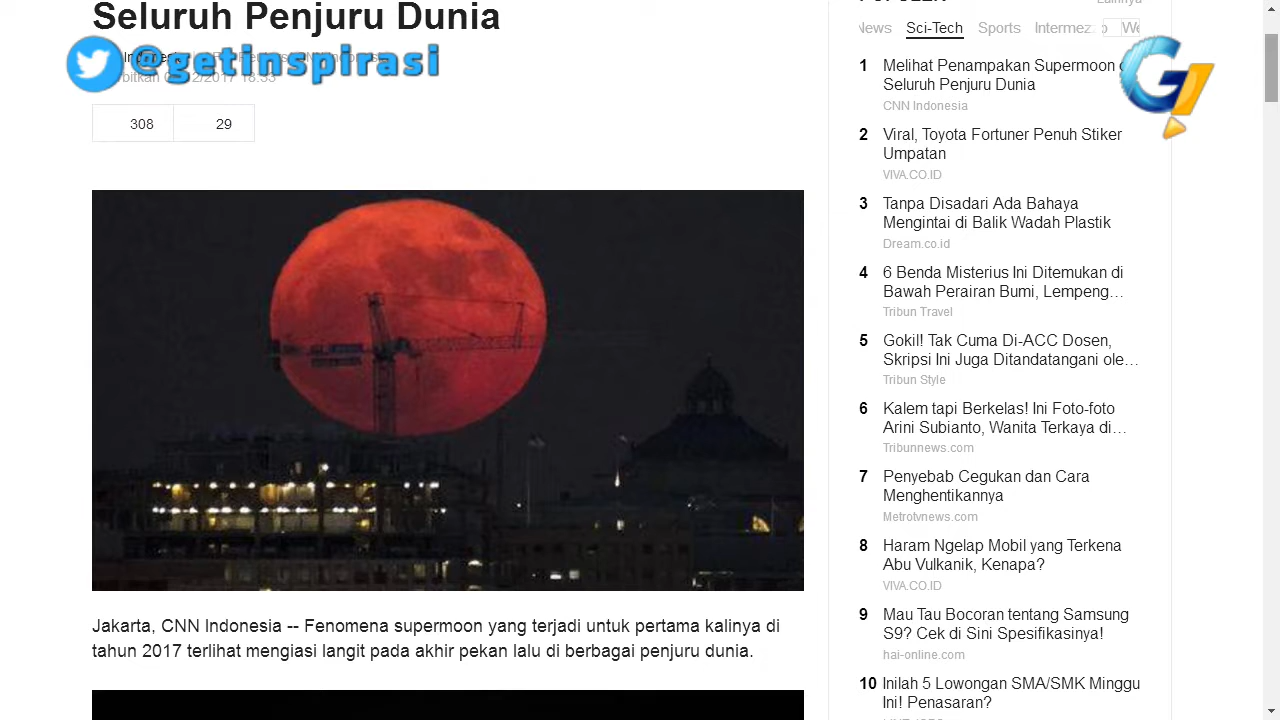 Seluruh Penjuru Dunia
@getinspirasi
308
29
Jakarta, CNN Indonesia -- Fenomena supermoon yang terjadi untuk pertama kalinya di
tahun 2017 terlihat mengiasi langit pada akhir pekan lalu di berbagai penjuru dunia.
Lainnya
News Sci-Tech Sports Intermez
1 Melihat Penampakan Supermoon
Seluruh Penjuru Dunia
CNN Indonesia
2 Viral, Toyota Fortuner Penuh Stiker
Umpatan
VIVA.CO.ID
3 Tanpa Disadari Ada Bahaya
Mengintai di Balik Wadah Plastik
Dream.co.id
4 6 Benda Misterius Ini Ditemukan di
Bawah Perairan Bumi, Lempeng…
Tribun Travel
5 Gokil! Tak Cuma Di-ACC Dosen,
Skripsi Ini Juga Ditandatangani ole…
Tribun Style
6 Kalem tapi Berkelas! Ini Foto-foto
Arini Subianto, Wanita Terkaya di…
Tribunnews.com
7 Penyebab Cegukan dan Cara
Menghentikannya
Metrotvnews.com
8 Haram Ngelap Mobil yang Terkena
Abu Vulkanik, Kenapa?
VIVA.CO.ID
9 Mau Tau Bocoran tentang Samsung
S9? Cek di Sini Spesifikasinya!
hai-online.com
10 Inilah 5 Lowongan SMA/SMK Minggu
Ini! Penasaran?